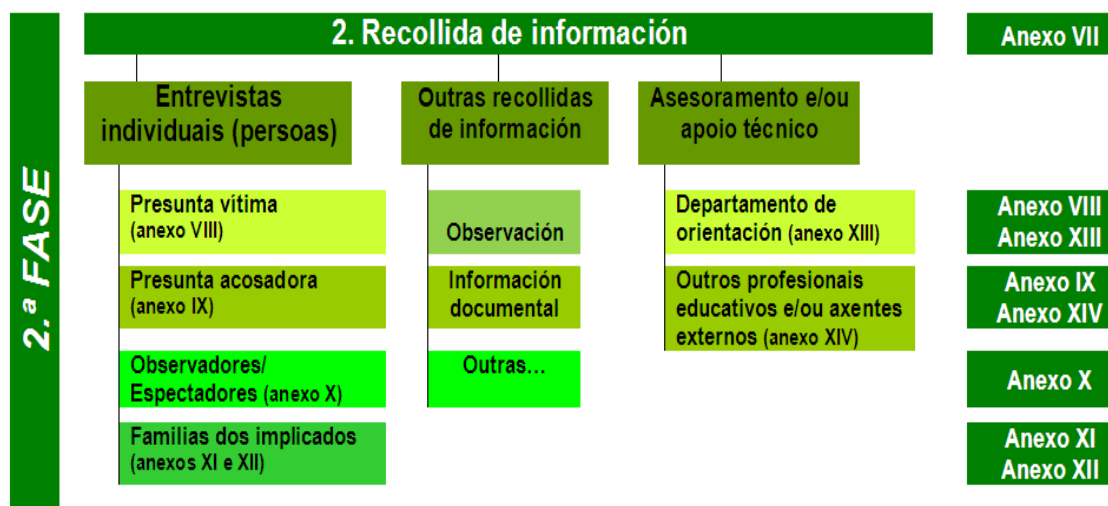 2. Recollida de información
Anexo VII
2.ª FASE
Entrevistas
individuais (persoas)
Outras recollidas
de información
Asesoramento e/ou
apoio técnico
Presunta vítima
(anexo VIII)
Observación
Departamento de
orientación (anexo XIII)
Anexo VIII
Anexo XIII
Presunta acosadora
(anexo IX)
Información
documental
Outros profesionais
educativos e/ou axentes
externos (anexo XIV)
Anexo IX
Anexo XIV
Observadores/
Espectadores (anexo X)
Outras...
Anexo X
Familias dos implicados
(anexos XI e XII)
Anexo XI
Anexo XII